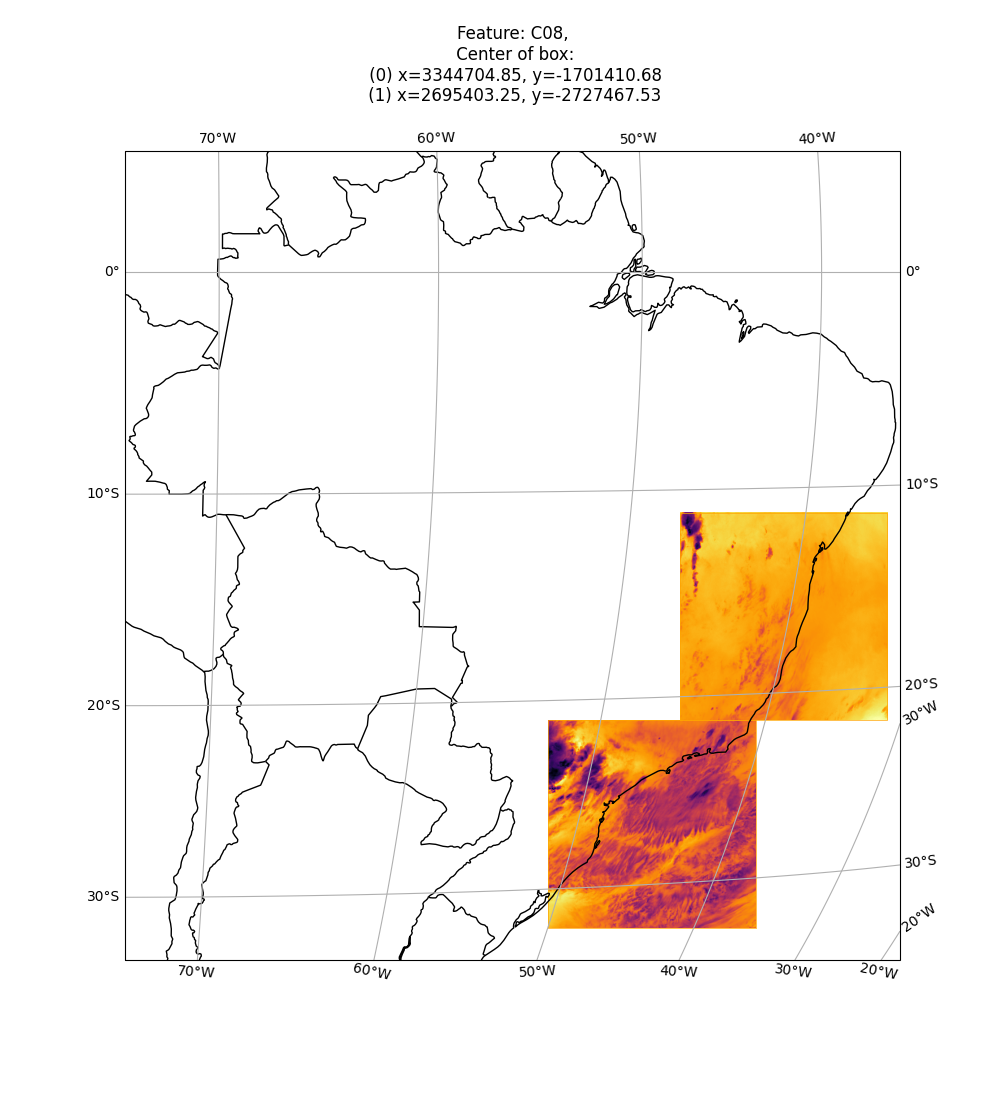 Feature: C08,
Center of box:
(0) x=3344704.85, y=-1701410.68
(1) x=2695403.25, y=-2727467.53
70°W 60°W 50°W 40°W
0° 0°
10°S 10°S
20°S 20°S
30°W
30°S 30°S
20°W
70°W 60°W 50°W 40°W 30°W 20°W